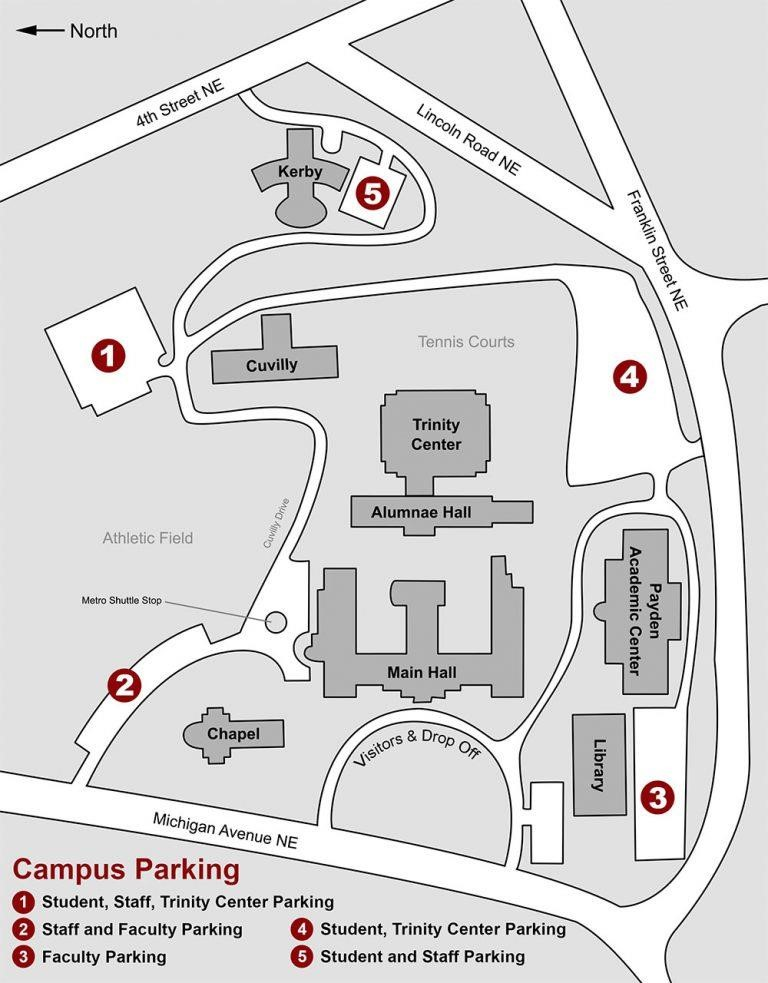 North
4th Street NE
Lincoln Road NE
Kerby
5
Franklin Street NE
1
Cuvilly
Tennis Courts
4
Trinity
Center
Alumnae Hall
Cuvilly Drive
Athletic Field
Payden
Academic Center
Metro Shuttle Stop
Main Hall
2
Chapel
Visitors & Drop Off
Library
3
Michigan Avenue NE
Campus Parking
1 Student, Staff, Trinity Center Parking
2 Staff and Faculty Parking
3 Faculty Parking
4 Student, Trinity Center Parking
5 Student and Staff Parking